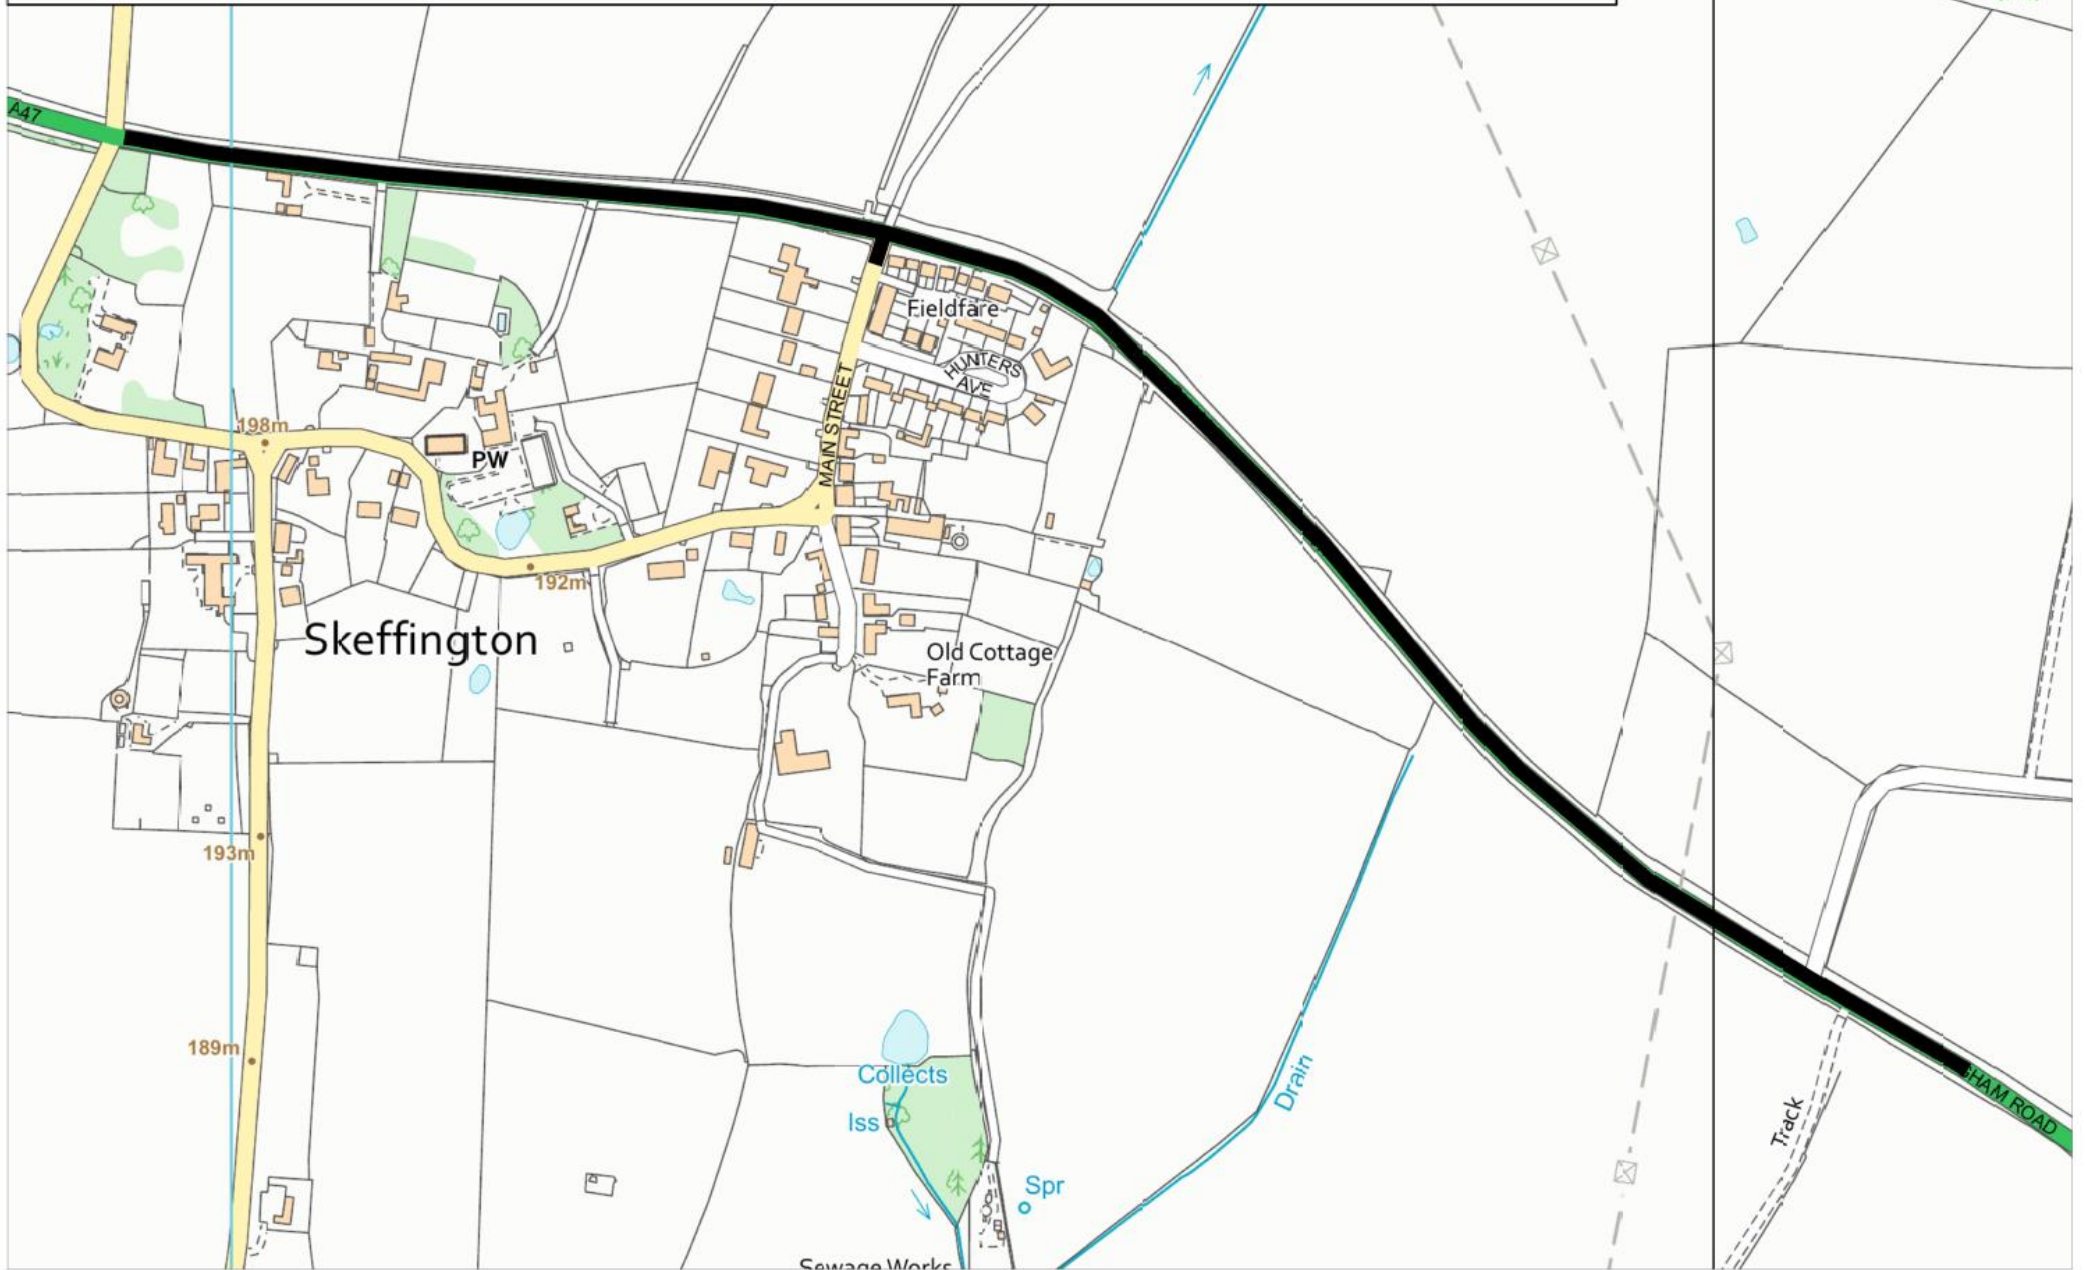 A47
Fieldfare
HUNTERS
AVE
MAIN STREET
198m
PW
192m
Skeffington
Old Cottage
Farm
193m
189m
Collects
Iss
Drain
Spr
Track
GHAM ROAD
Sewage Works